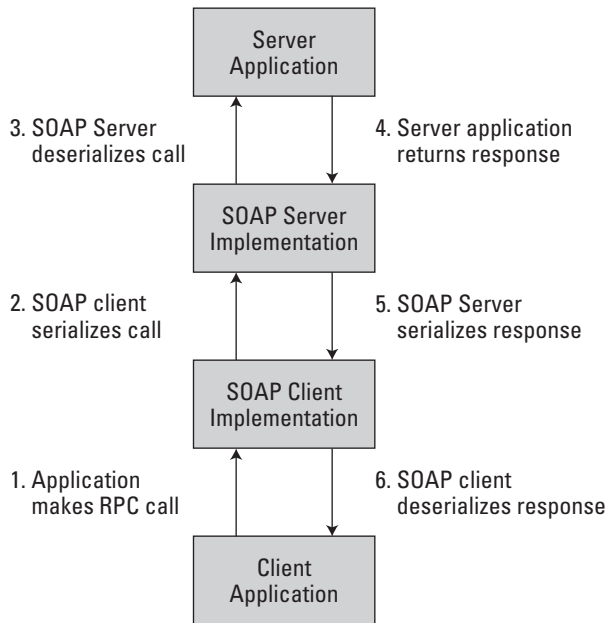 Server
Application
3. SOAP Server
deserializes call
4. Server application
returns response
SOAP Server
Implementation
2. SOAP client
serializes call
5. SOAP Server
serializes response
SOAP Client
Implementation
1. Application
makes RPC call
6. SOAP client
deserializes response
Client
Application